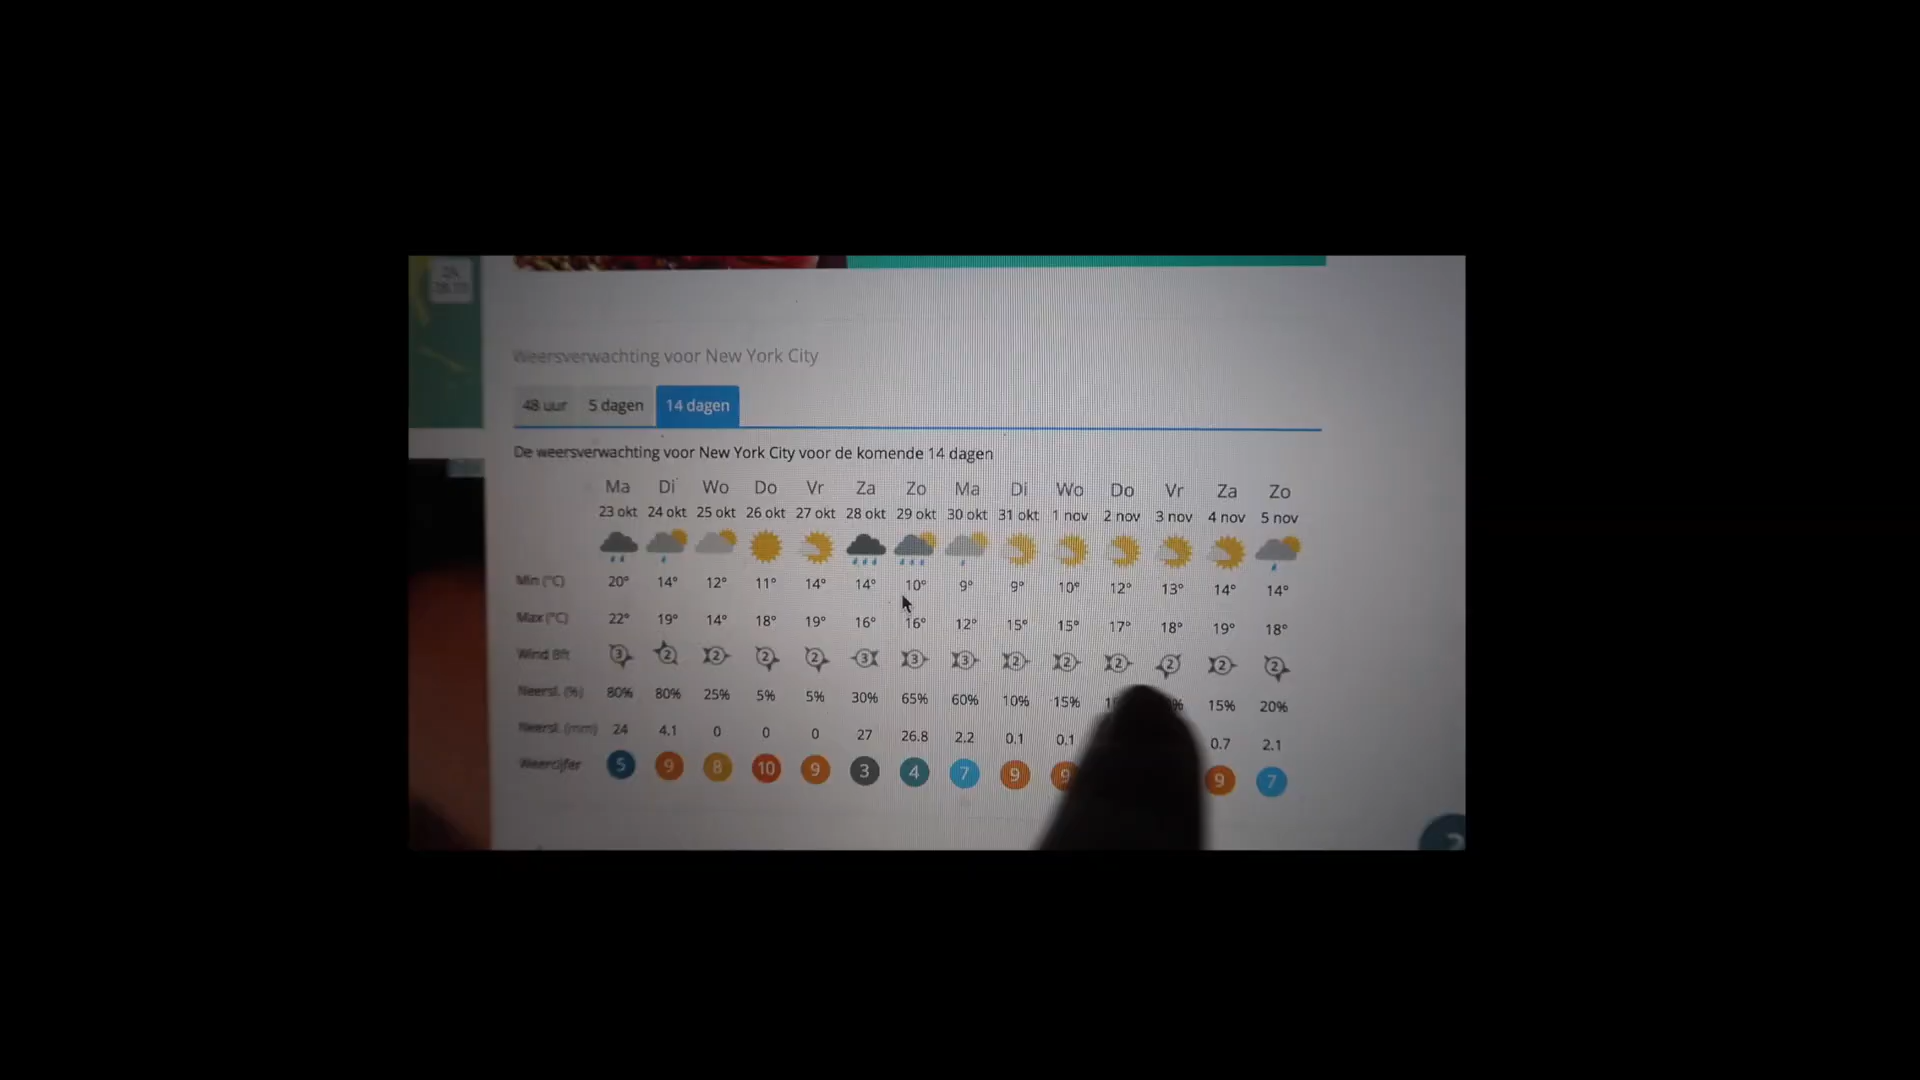 Weersverwachting voor New York City
48 uur 5 dagen 14 dagen
De weersverwachting voor New York City voor de komende 14 dagen
Ma Di Wo Do Vr Za Zo Ma Di Wo Do Vr Za Zo
23 okt 24 okt 25 okt 26 okt 27 okt 28 okt 29 okt 30 okt 31 okt 1 nov 2 nov 3 nov 4 nov 5 nov
Min (°C) 20° 14° 12° 11° 14° 14° 10° 9° 9° 10° 12° 13° 14° 14°
Max (°C) 22° 19° 14° 18° 19° 16° 16° 12° 15° 15° 17° 18° 19° 18°
Wind Bft 3 2 2 2 2 3 3 3 2 2 2 2 2 2
Neersl. (%) 80% 80% 25% 5% 5% 30% 65% 60% 10% 15% 15% 20%
Neersl. (mm) 24 4.1 0 0 0 27 26.8 2.2 0.1 0.1 0.7 2.1
Weercijfer 5 9 8 10 9 3 4 7 9 9 9 7